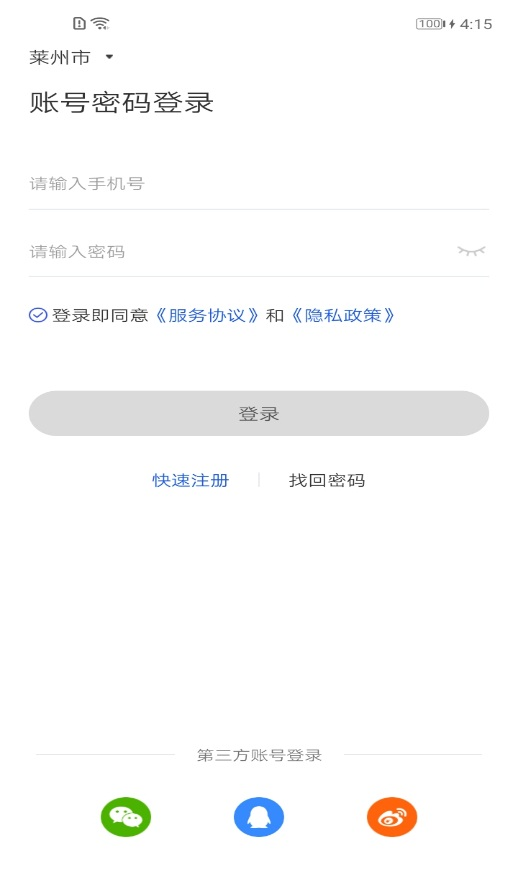 100 4:15
莱州市
账号密码登录
请输入手机号
请输入密码
登录即同意《服务协议》和《隐私政策》
登录
快速注册 找回密码
第三方账号登录